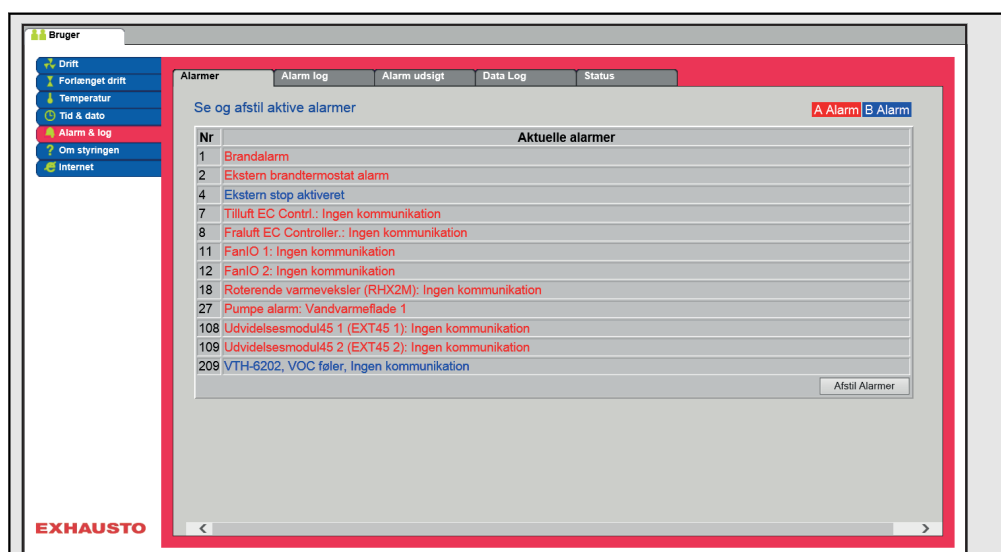 Bruger
Drift
Forlænget drift
Temperatur
Tid & dato
Alarm & log
Om styringen
Internet
Alarmer Alarm log Alarm udsigt Data Log Status
Se og afstil aktive alarmer
A Alarm B Alarm
Nr Aktuelle alarmer
1 Brandalarm
2 Ekstern brandtermostat alarm
4 Ekstern stop aktiveret
7 Tilluft EC Contrl.: Ingen kommunikation
8 Fraluft EC Controller.: Ingen kommunikation
11 FanIO 1: Ingen kommunikation
12 FanIO 2: Ingen kommunikation
18 Roterende varmeveksler (RHX2M): Ingen kommunikation
27 Pumpe alarm: Vandvarmeflade 1
108 Udvidelsesmodul45 1 (EXT45 1): Ingen kommunikation
109 Udvidelsesmodul45 2 (EXT45 2): Ingen kommunikation
209 VTH-6202, VOC føler, Ingen kommunikation
Afstil Alarmer
EXHAUSTO